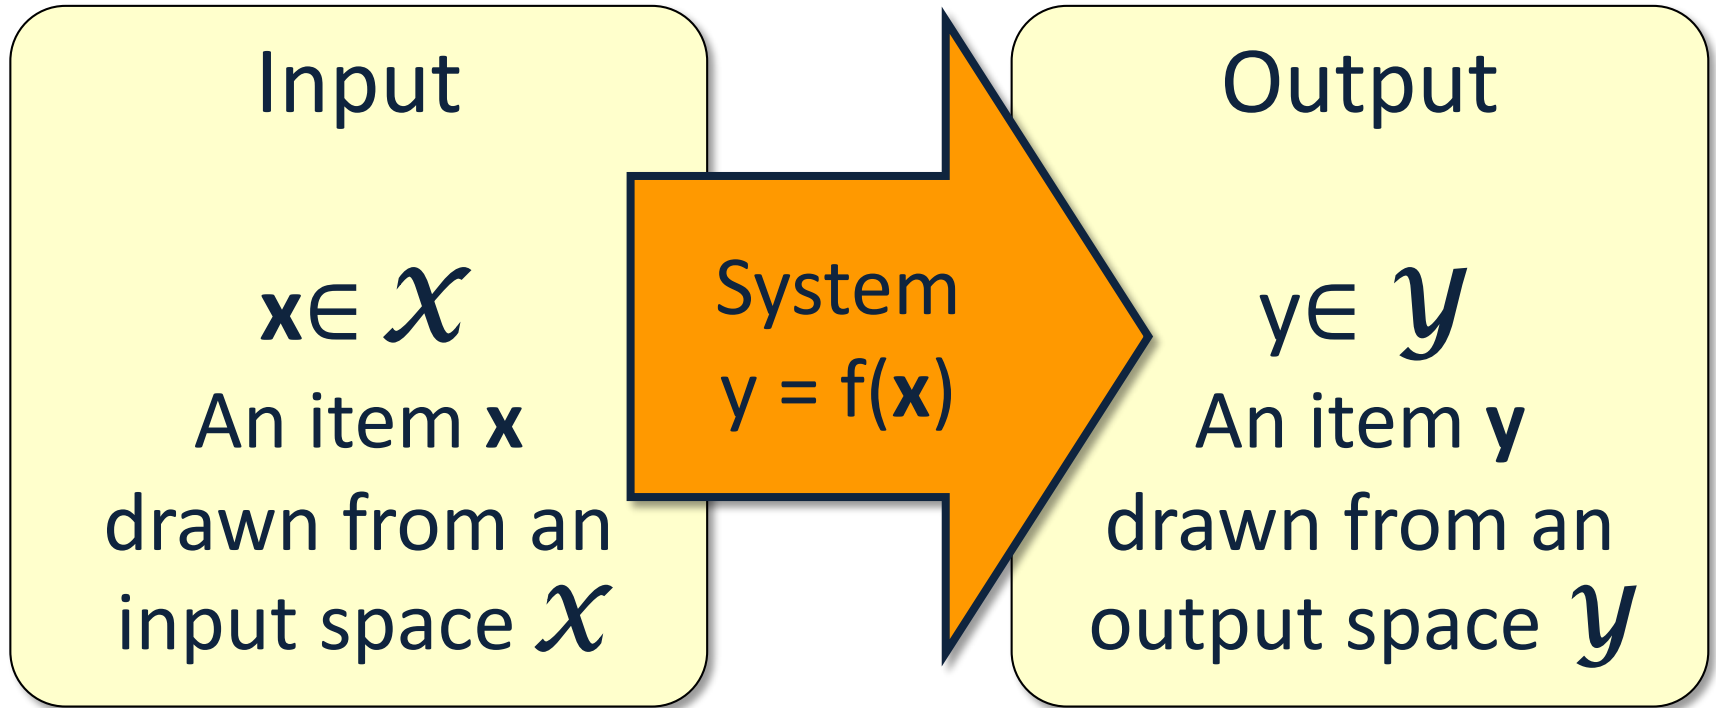 Input
x∈ 𝒳
An item x
drawn from an
input space 𝒳
System
y = f(x)
Output
y∈ 𝒴
An item y
drawn from an
output space 𝒴